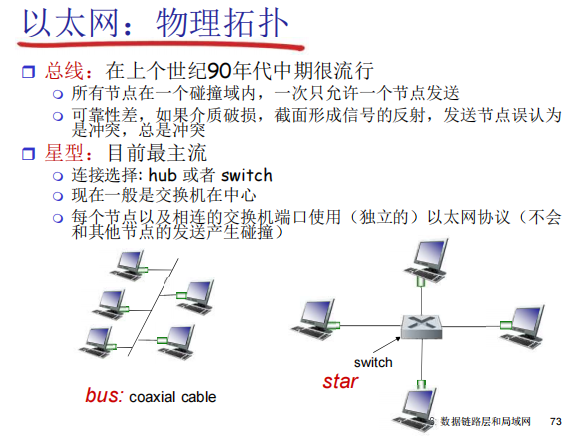 以太网：物理拓扑
总线：在上个世纪90年代中期很流行
所有节点在一个碰撞域内，一次只允许一个节点发送
可靠性差，如果介质破损，截面形成信号的反射，发送节点误认为
是冲突，总是冲突
星型：目前最主流
连接选择: hub 或者 switch
现在一般是交换机在中心
每个节点以及相连的交换机端口使用（独立的）以太网协议（不会
和其他节点的发送产生碰撞）
switch
bus: coaxial cable
star
: 数据链路层和局域网 73